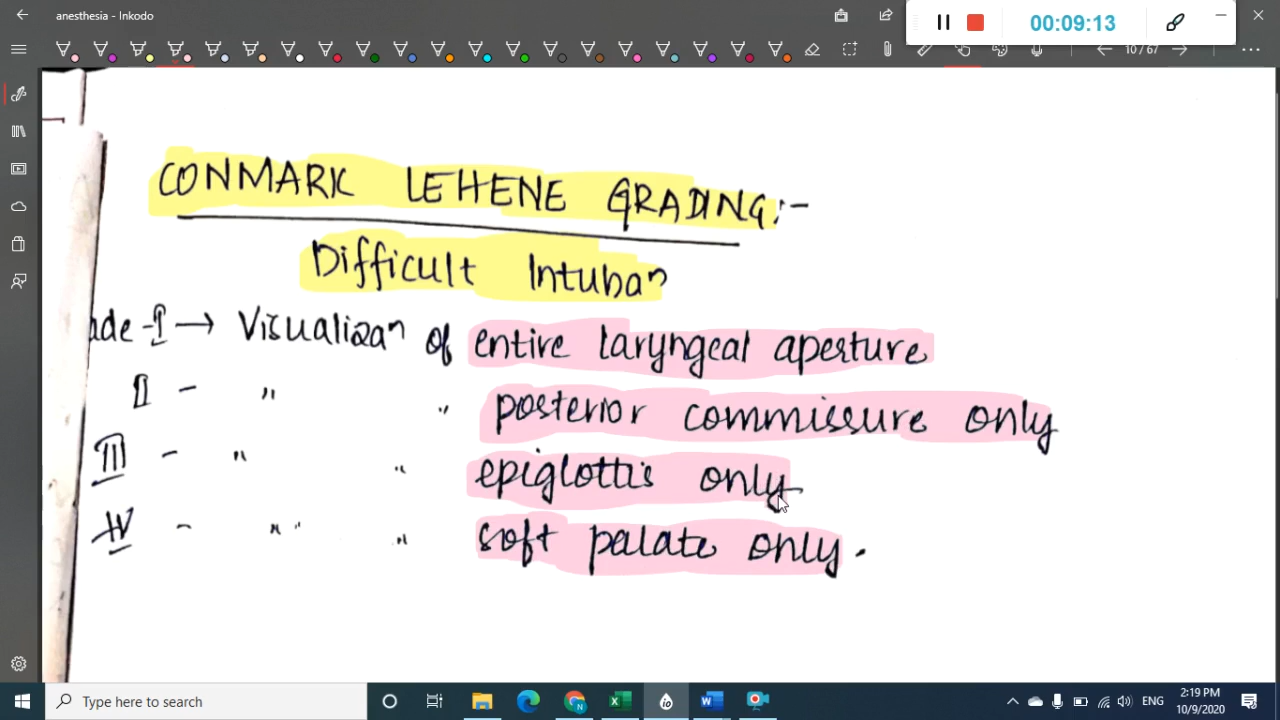 anesthesia - Inkodo
00:09:13
10 / 67
CONMARK LEHENE GRADING:-
Difficult Intuban
ade-I → Visualizan of entire laryngeal aperture
II - " " posterior commissure only
III - " " epiglottis only
IV - " " soft palate only.
Type here to search
ENG
2:19 PM
10/9/2020